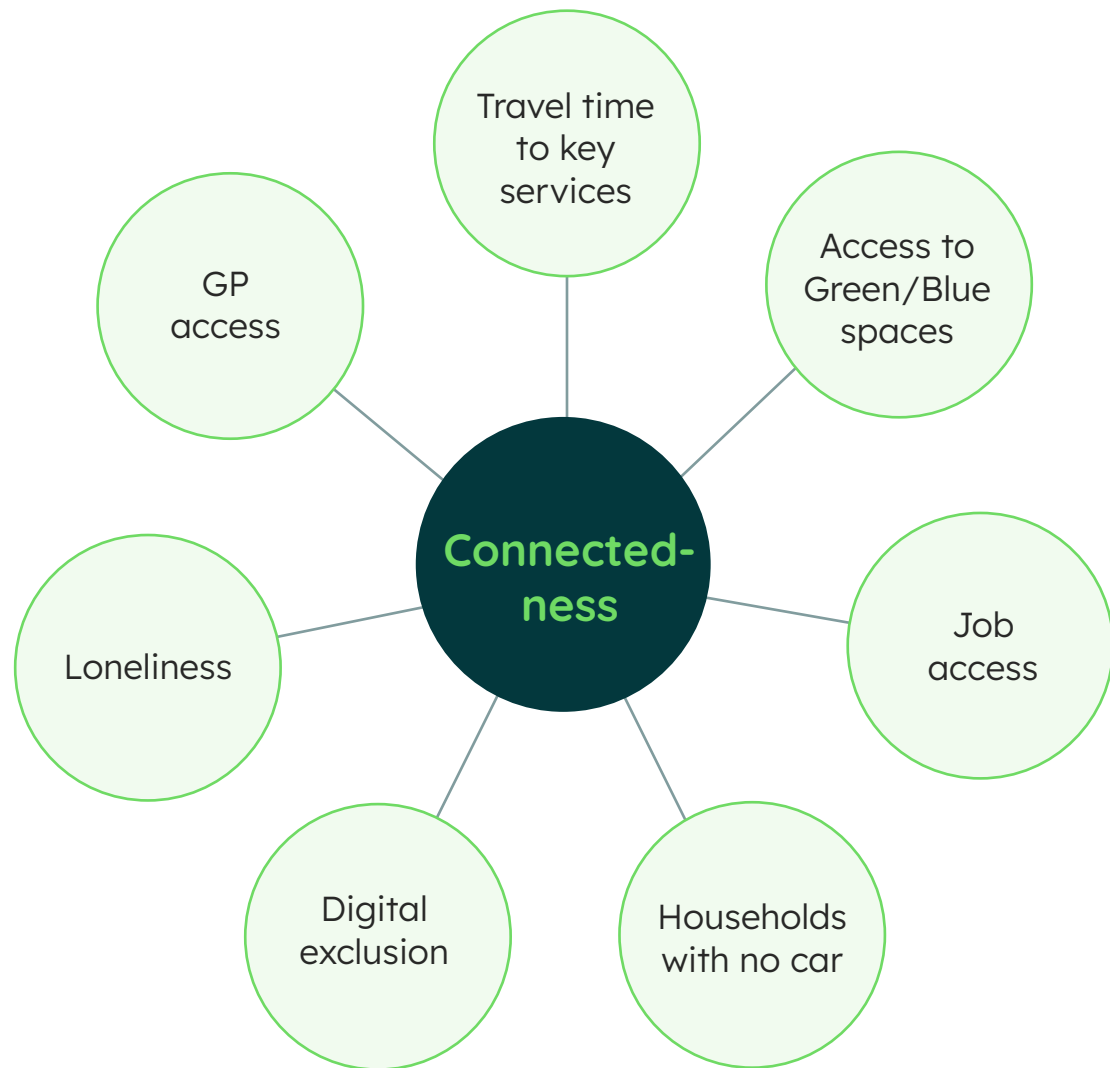 Travel time
to key
services
Access to
Green/Blue
spaces
GP
access
Connected-
ness
Job
access
Loneliness
Digital
exclusion
Households
with no car